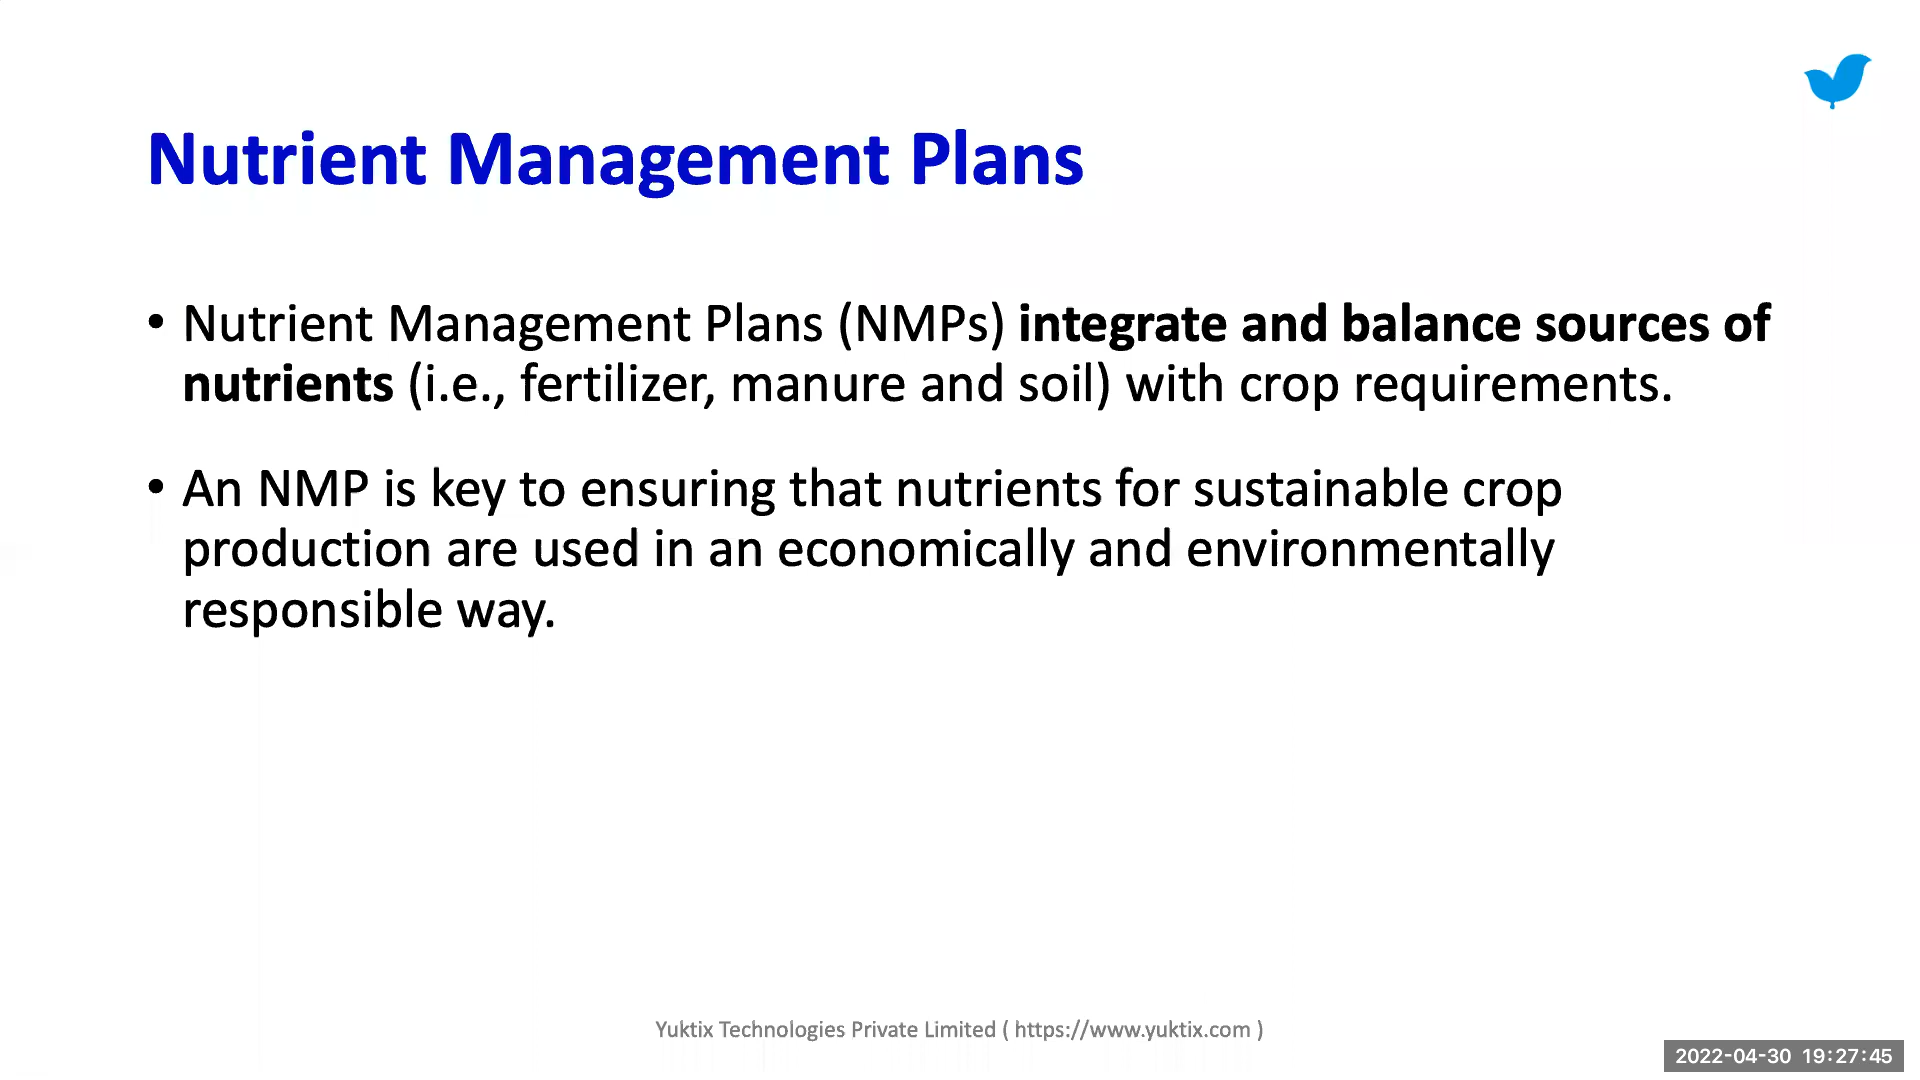 Nutrient Management Plans
• Nutrient Management Plans (NMPs) integrate and balance sources of
nutrients (i.e., fertilizer, manure and soil) with crop requirements.
• An NMP is key to ensuring that nutrients for sustainable crop
production are used in an economically and environmentally
responsible way.
Yuktix Technologies Private Limited ( https://www.yuktix.com )
2022-04-30 19:27:45